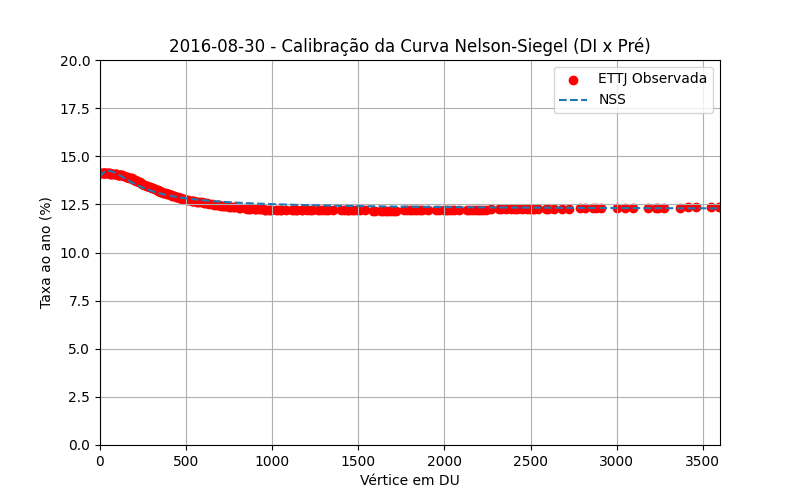 2016-08-30 - Calibração da Curva Nelson-Siegel (DI x Pré)
ETTJ Observada
NSS
Taxa ao ano (%)
20.0
17.5
15.0
12.5
10.0
7.5
5.0
2.5
0.0
0 500 1000 1500 2000 2500 3000 3500
Vértice em DU